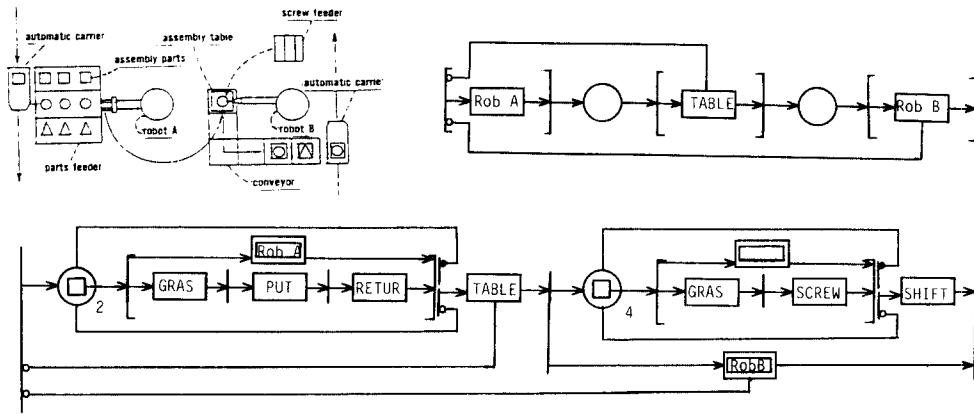 screw feeder
automatic carrier
assembly table
assembly parts
automatic carrier
robot A
robot B
parts feeder
conveyor
Rob A
TABLE
Rob B
Rob A
2
GRAS
PUT
RETUR
TABLE
4
GRAS
SCREW
SHIFT
RobB